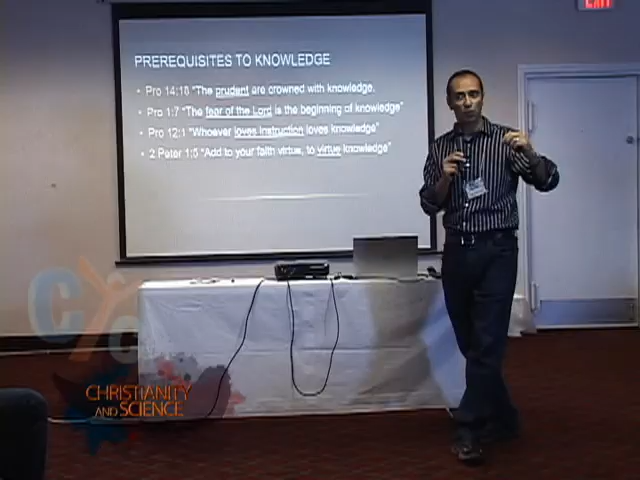 EXIT
PREREQUISITES TO KNOWLEDGE
• Pro 14:18 "The prudent are crowned with knowledge.
• Pro 1:7 "The fear of the Lord is the beginning of knowledge"
• Pro 12:1 "Whoever loves instruction loves knowledge"
• 2 Peter 1:5 "Add to your faith virtue, to virtue knowledge"
CYC
CHRISTIANITY
AND SCIENCE